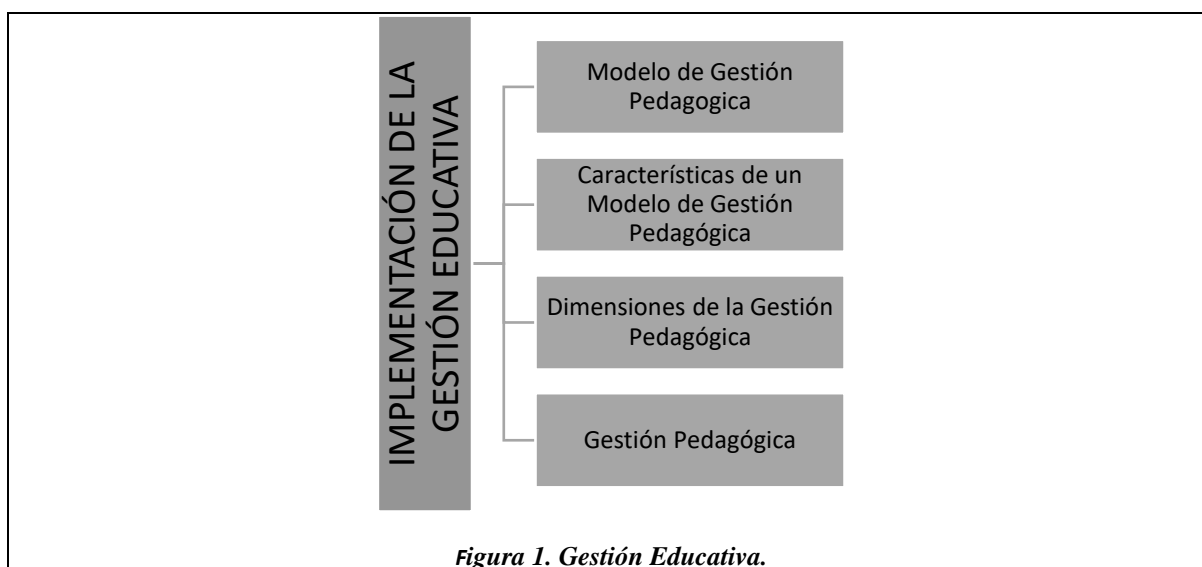 IMPLEMENTACIÓN DE LA
GESTIÓN EDUCATIVA
Modelo de Gestión
Pedagogica
Características de un
Modelo de Gestión
Pedagógica
Dimensiones de la Gestión
Pedagógica
Gestión Pedagógica
Figura 1. Gestión Educativa.